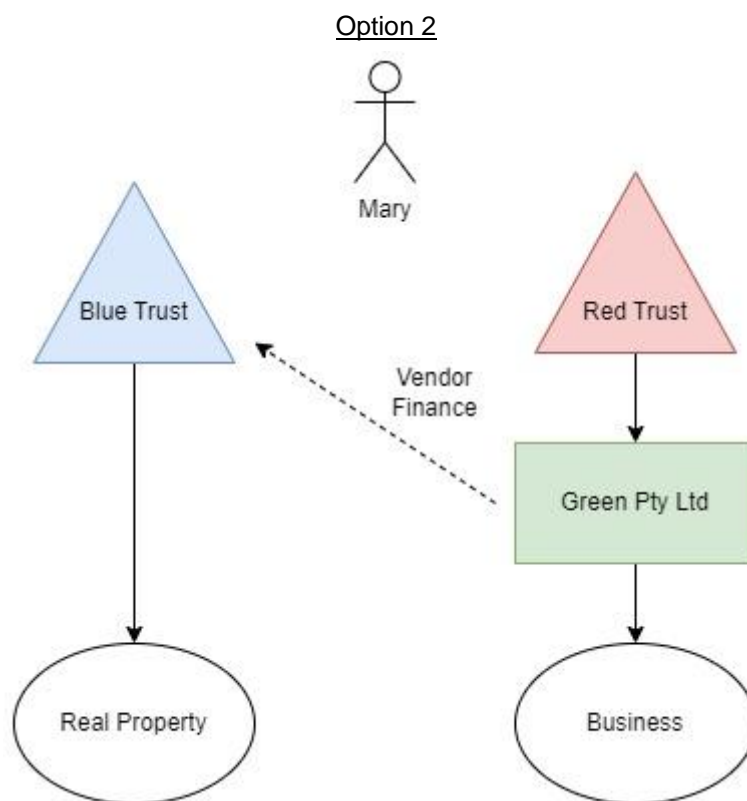 Option 2
Mary
Blue Trust
Red Trust
Vendor
Finance
Green Pty Ltd
Real Property
Business